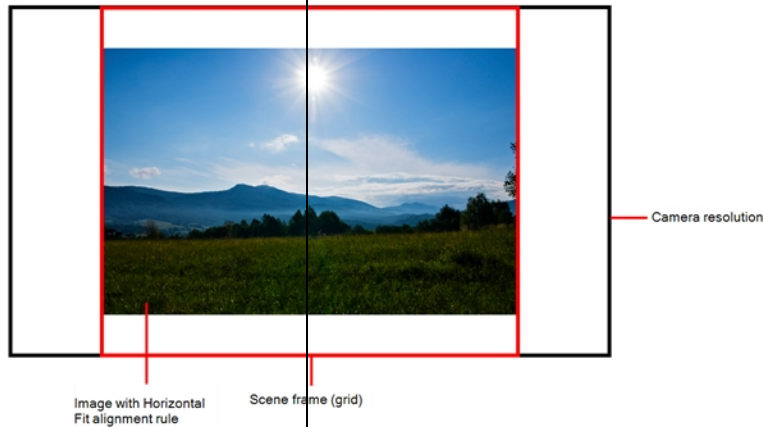 Camera resolution
Image with Horizontal
Fit alignment rule
Scene frame (grid)